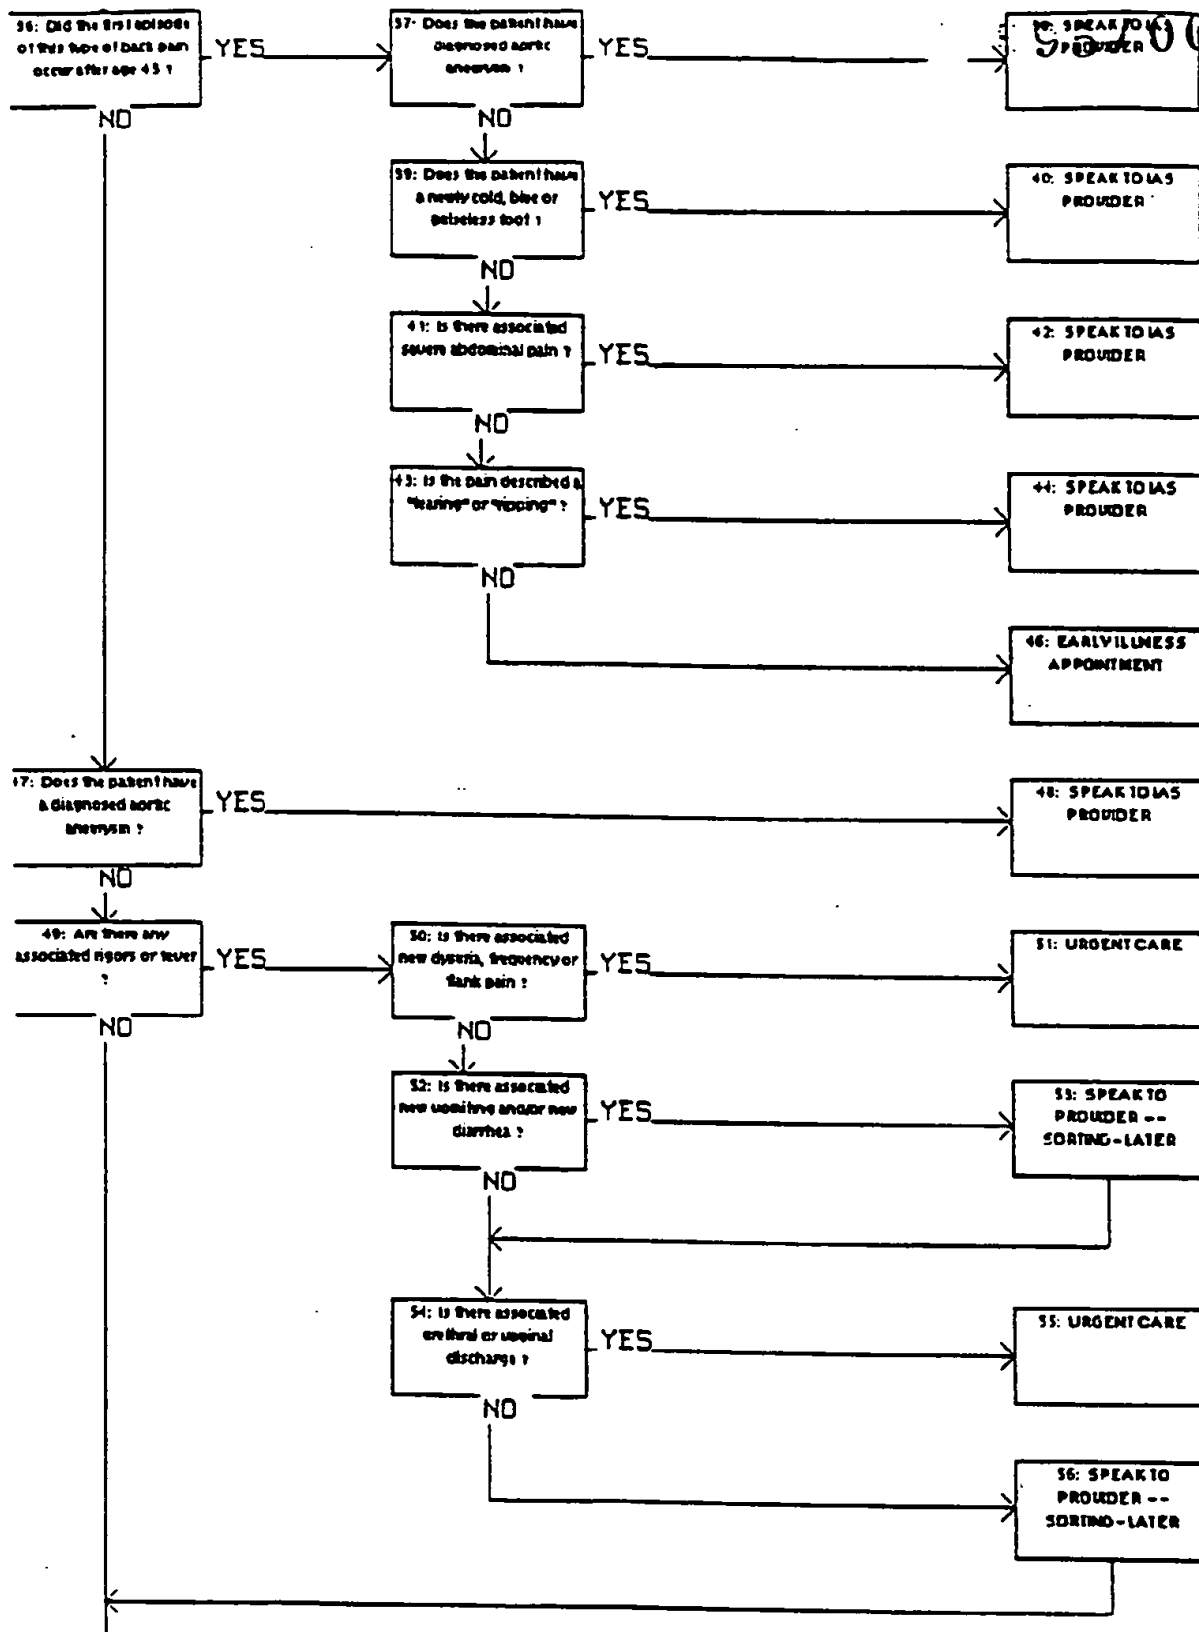 36: Did the first episode
of this type of back pain
occur after age 45 ?
YES
37: Does the patient have
diagnosed aortic
aneurysm ?
YES
SPEAK TO IAS
PROVIDER
NO
NO
39: Does the patient have
a newly cold, blue or
pulseless foot ?
YES
40: SPEAK TO IAS
PROVIDER
NO
41: Is there associated
severe abdominal pain ?
YES
42: SPEAK TO IAS
PROVIDER
NO
43: Is the pain described a
"tearing" or "ripping" ?
YES
44: SPEAK TO IAS
PROVIDER
NO
46: EARLY ILLNESS
APPOINTMENT
47: Does the patient have
a diagnosed aortic
aneurysm ?
YES
48: SPEAK TO IAS
PROVIDER
NO
49: Are there any
associated rigors or fever
?
YES
50: Is there associated
new dysuria, frequency or
flank pain ?
YES
51: URGENT CARE
NO
NO
52: Is there associated
new vomiting and/or new
diarrhea ?
YES
53: SPEAK TO
PROVIDER --
SORTING-LATER
NO
54: Is there associated
urethral or vaginal
discharge ?
YES
55: URGENT CARE
NO
56: SPEAK TO
PROVIDER --
SORTING-LATER